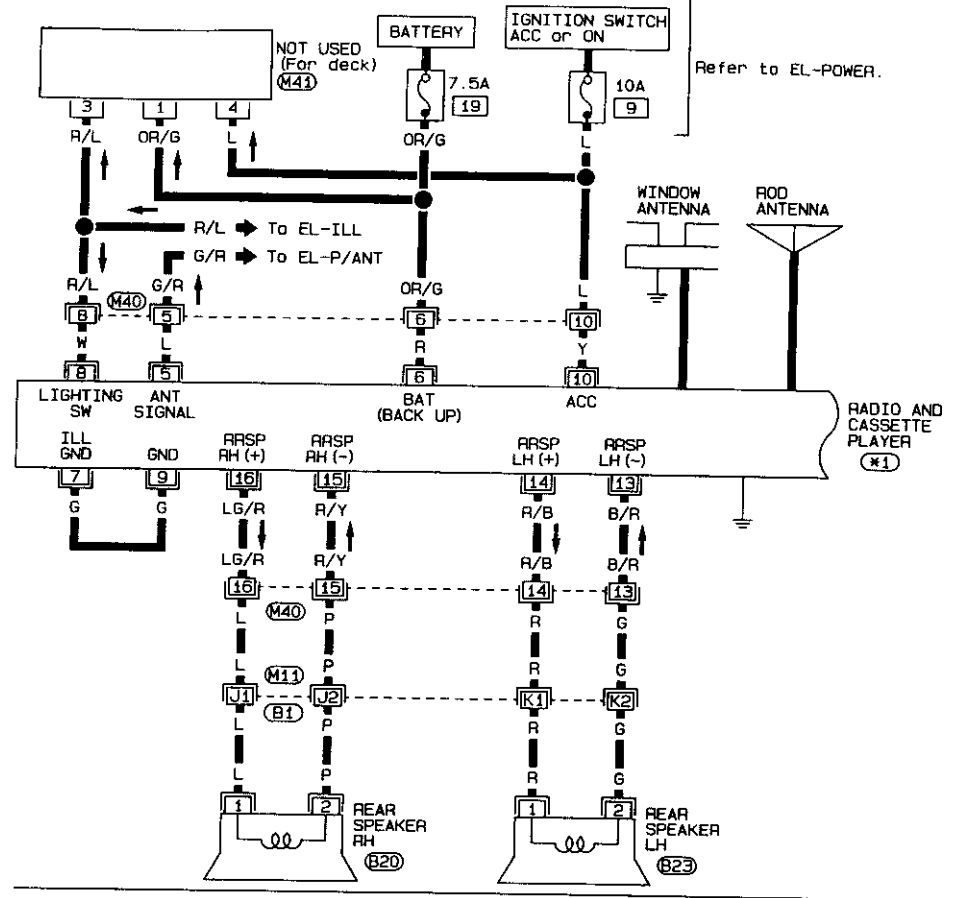 BATTERY
IGNITION SWITCH
ACC or ON
Refer to EL-POWER.
NOT USED
(For deck)
M41
7.5A
19
10A
9
3
1
4
R/L
OR/G
L
OR/G
L
WINDOW
ANTENNA
ROD
ANTENNA
R/L
To EL-ILL
G/R
To EL-P/ANT
R/L
G/R
OR/G
L
M40
8
5
6
10
W
L
R
Y
8
5
6
10
LIGHTING
SW
ANT
SIGNAL
BAT
(BACK UP)
ACC
RADIO AND
CASSETTE
PLAYER
*1
ILL
GND
GND
RRSP
RH (+)
RRSP
RH (-)
RRSP
LH (+)
RRSP
LH (-)
7
9
16
15
14
13
G
G
LG/R
R/Y
R/B
B/R
LG/R
R/Y
R/B
B/R
16
15
14
13
M40
L
P
R
G
L
P
R
G
M11
J1
J2
K1
K2
B1
L
P
R
G
L
P
R
G
1
2
1
2
REAR
SPEAKER
RH
B20
REAR
SPEAKER
LH
B23